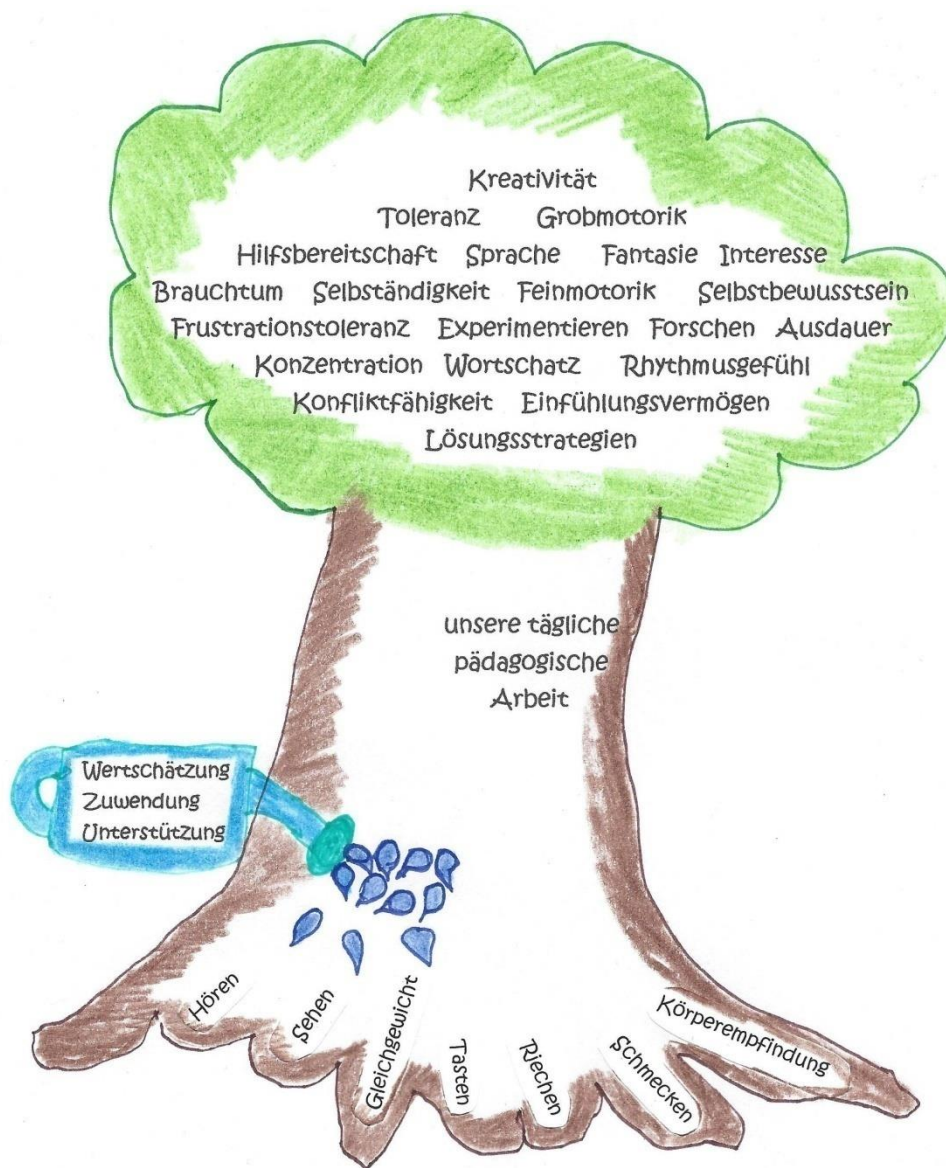 Kreativität
Toleranz Grobmotorik
Hilfsbereitschaft Sprache Fantasie Interesse
Brauchtum Selbständigkeit Feinmotorik Selbstbewusstsein
Frustrationstoleranz Experimentieren Forschen Ausdauer
Konzentration Wortschatz Rhythmusgefühl
Konfliktfähigkeit Einfühlungsvermögen
Lösungsstrategien
unsere tägliche
pädagogische
Arbeit
Wertschätzung
Zuwendung
Unterstützung
Hören
Sehen
Gleichgewicht
Tasten
Riechen
Schmecken
Körperempfindung